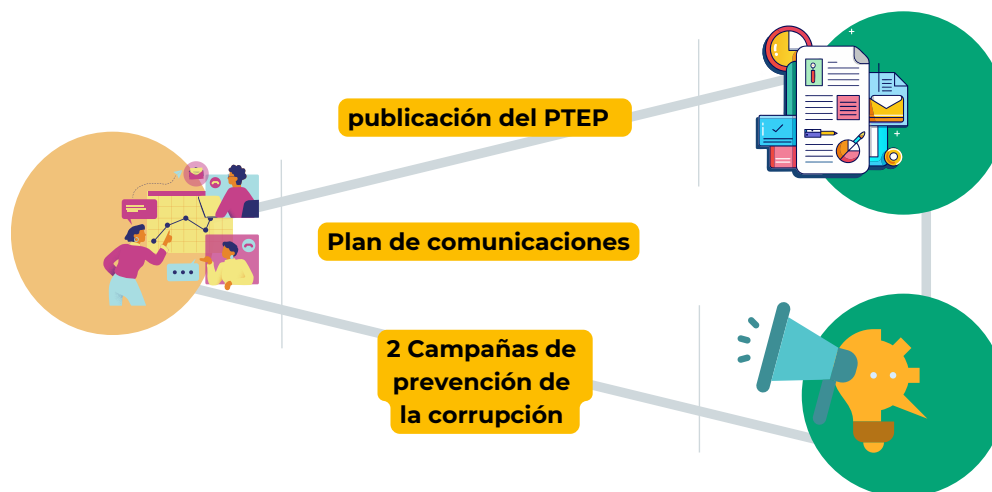 publicación del PTEP
Plan de comunicaciones
2 Campañas de
prevención de
la corrupción